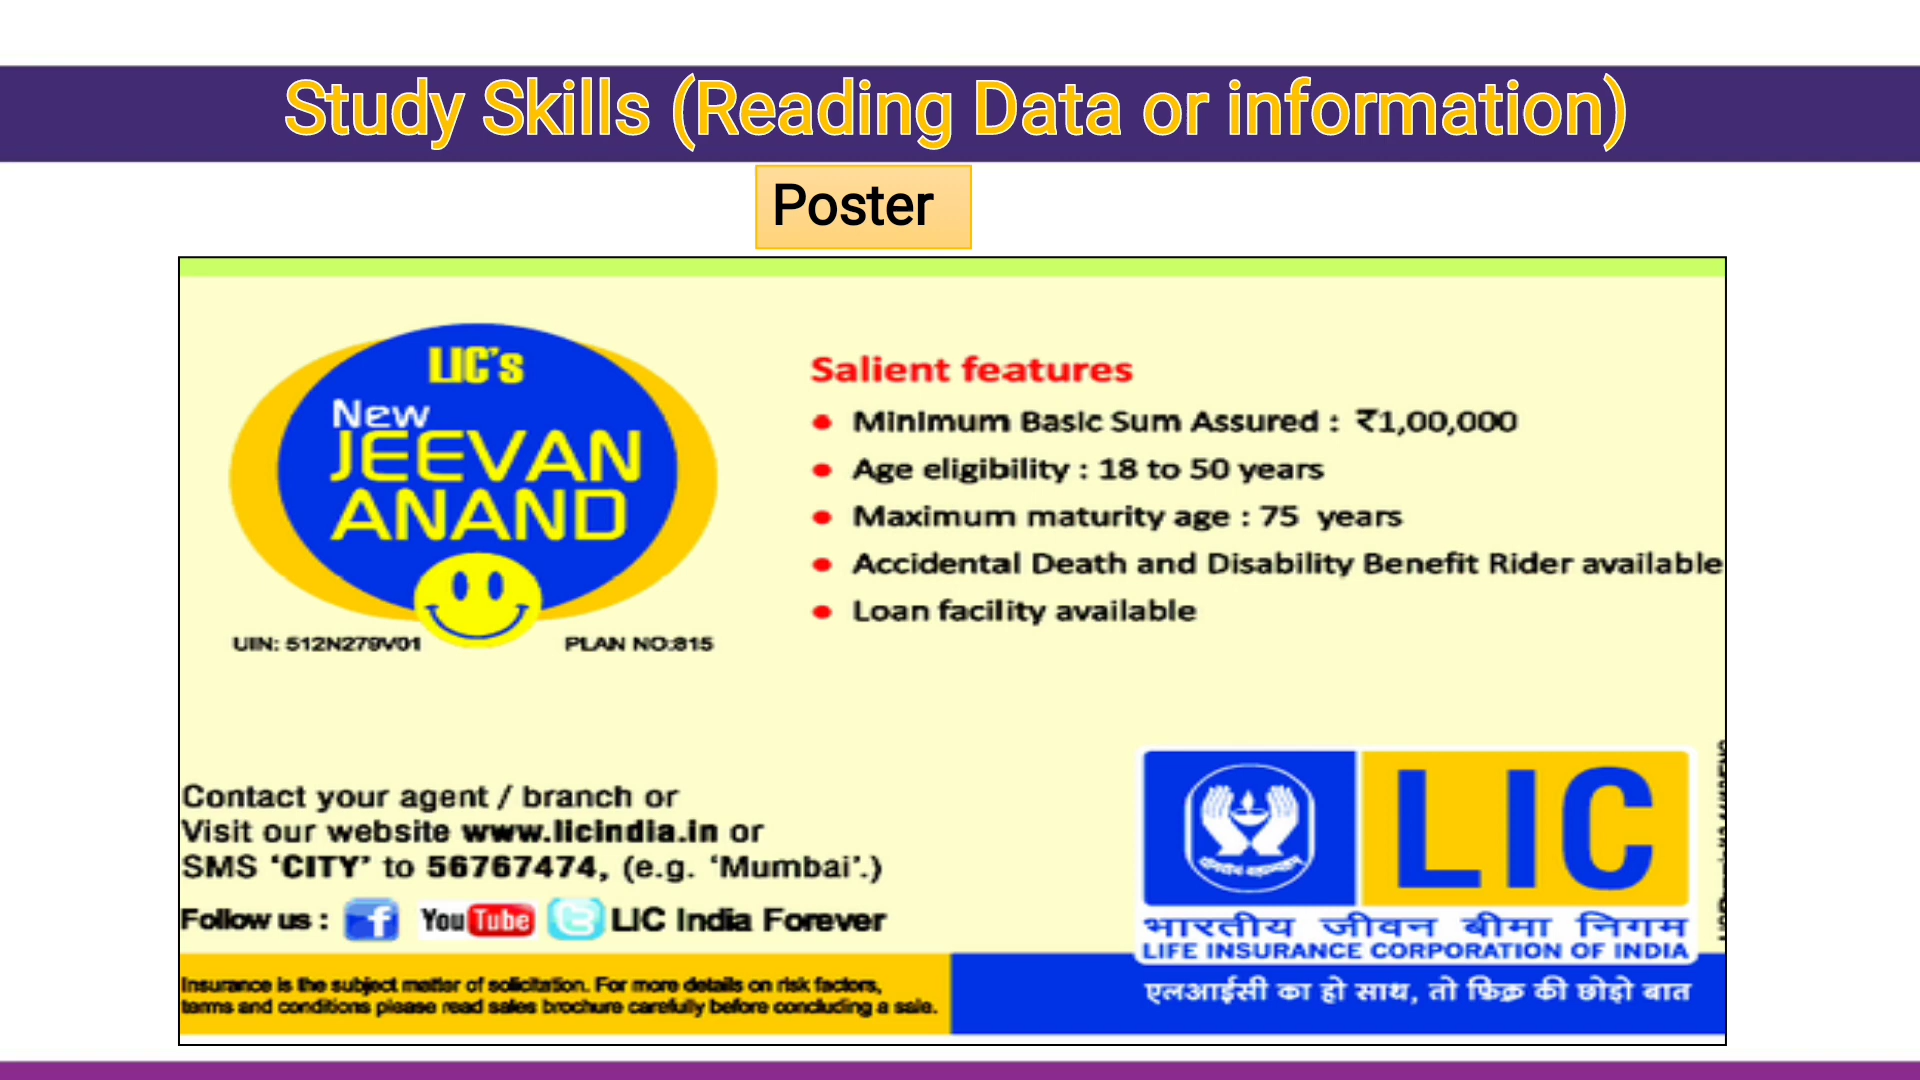 Study Skills (Reading Data or information)
Poster
LIC's
New
JEEVAN
ANAND
UIN: 512N279V01
PLAN NO:815
Salient features
Minimum Basic Sum Assured : ₹1,00,000
Age eligibility : 18 to 50 years
Maximum maturity age : 75 years
Accidental Death and Disability Benefit Rider available
Loan facility available
Contact your agent / branch or
Visit our website www.licindia.in or
SMS ‘CITY’ to 56767474, (e.g. ‘Mumbai’.)
Follow us : f YouTube LIC India Forever
Insurance is the subject matter of solicitation. For more details on risk factors,
terms and conditions please read sales brochure carefully before concluding a sale.
LIC
भारतीय जीवन बीमा निगम
LIFE INSURANCE CORPORATION OF INDIA
एलआईसी का हो साथ, तो फ़िक्र की छोड़ो बात